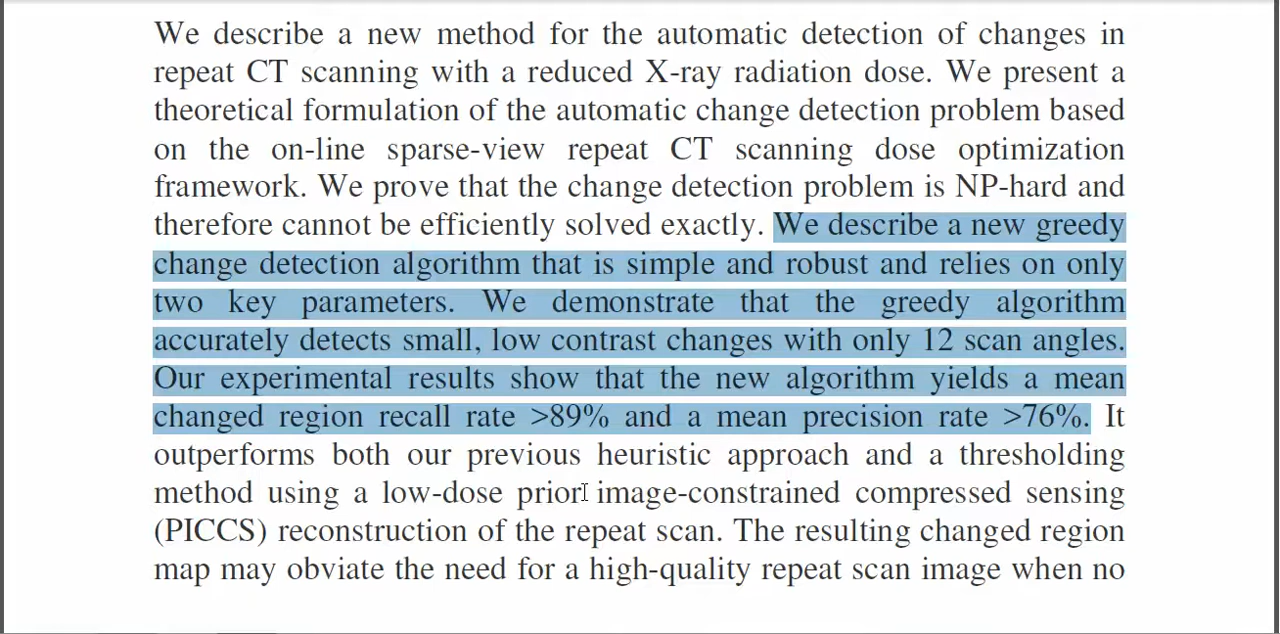 We describe a new method for the automatic detection of changes in
repeat CT scanning with a reduced X-ray radiation dose. We present a
theoretical formulation of the automatic change detection problem based
on the on-line sparse-view repeat CT scanning dose optimization
framework. We prove that the change detection problem is NP-hard and
therefore cannot be efficiently solved exactly. We describe a new greedy
change detection algorithm that is simple and robust and relies on only
two key parameters. We demonstrate that the greedy algorithm
accurately detects small, low contrast changes with only 12 scan angles.
Our experimental results show that the new algorithm yields a mean
changed region recall rate >89% and a mean precision rate >76%. It
outperforms both our previous heuristic approach and a thresholding
method using a low-dose prior image-constrained compressed sensing
(PICCS) reconstruction of the repeat scan. The resulting changed region
map may obviate the need for a high-quality repeat scan image when no